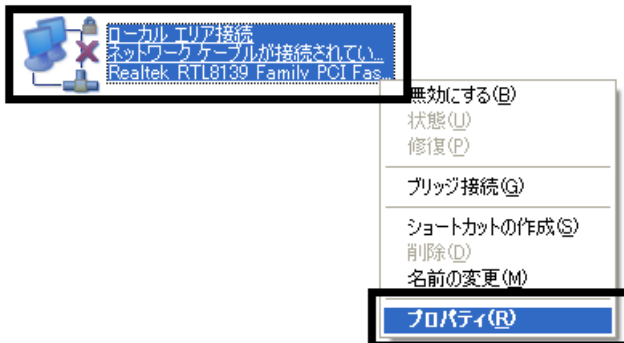 ローカル エリア接続
ネットワーク ケーブルが接続されてい...
Realtek RTL8139 Family PCI Fas...
無効にする(B)
状態(U)
修復(P)
ブリッジ接続(G)
ショートカットの作成(S)
削除(D)
名前の変更(M)
プロパティ(R)